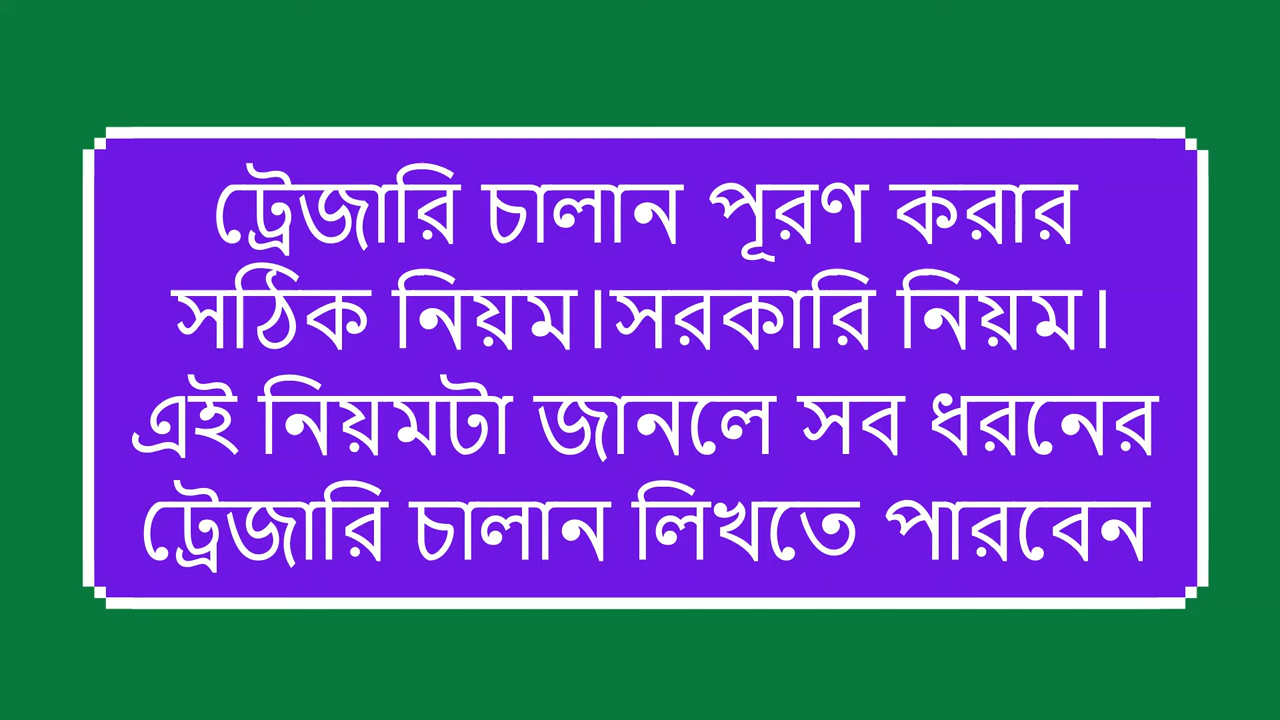 ট্রেজারি চালান পূরণ করার
সঠিক নিয়ম।সরকারি নিয়ম।
এই নিয়মটা জানলে সব ধরনের
ট্রেজারি চালান লিখতে পারবেন